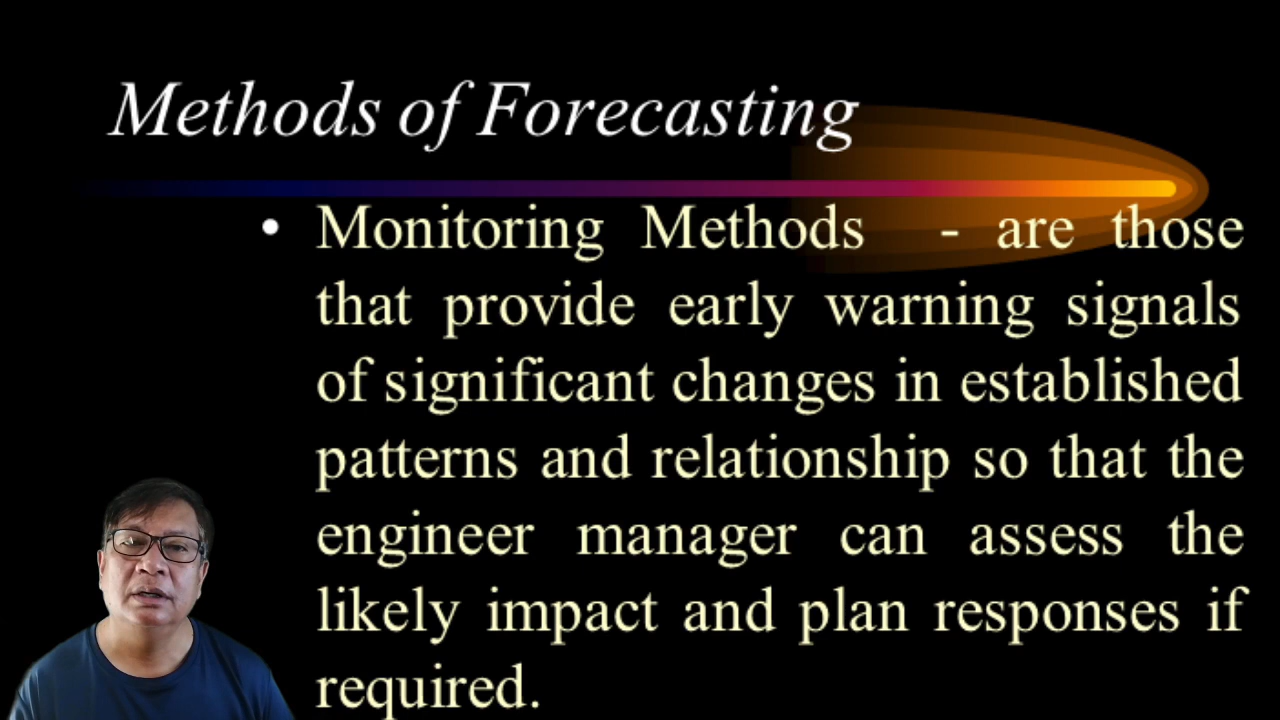 Methods of Forecasting
• Monitoring Methods - are those
that provide early warning signals
of significant changes in established
patterns and relationship so that the
engineer manager can assess the
likely impact and plan responses if
required.